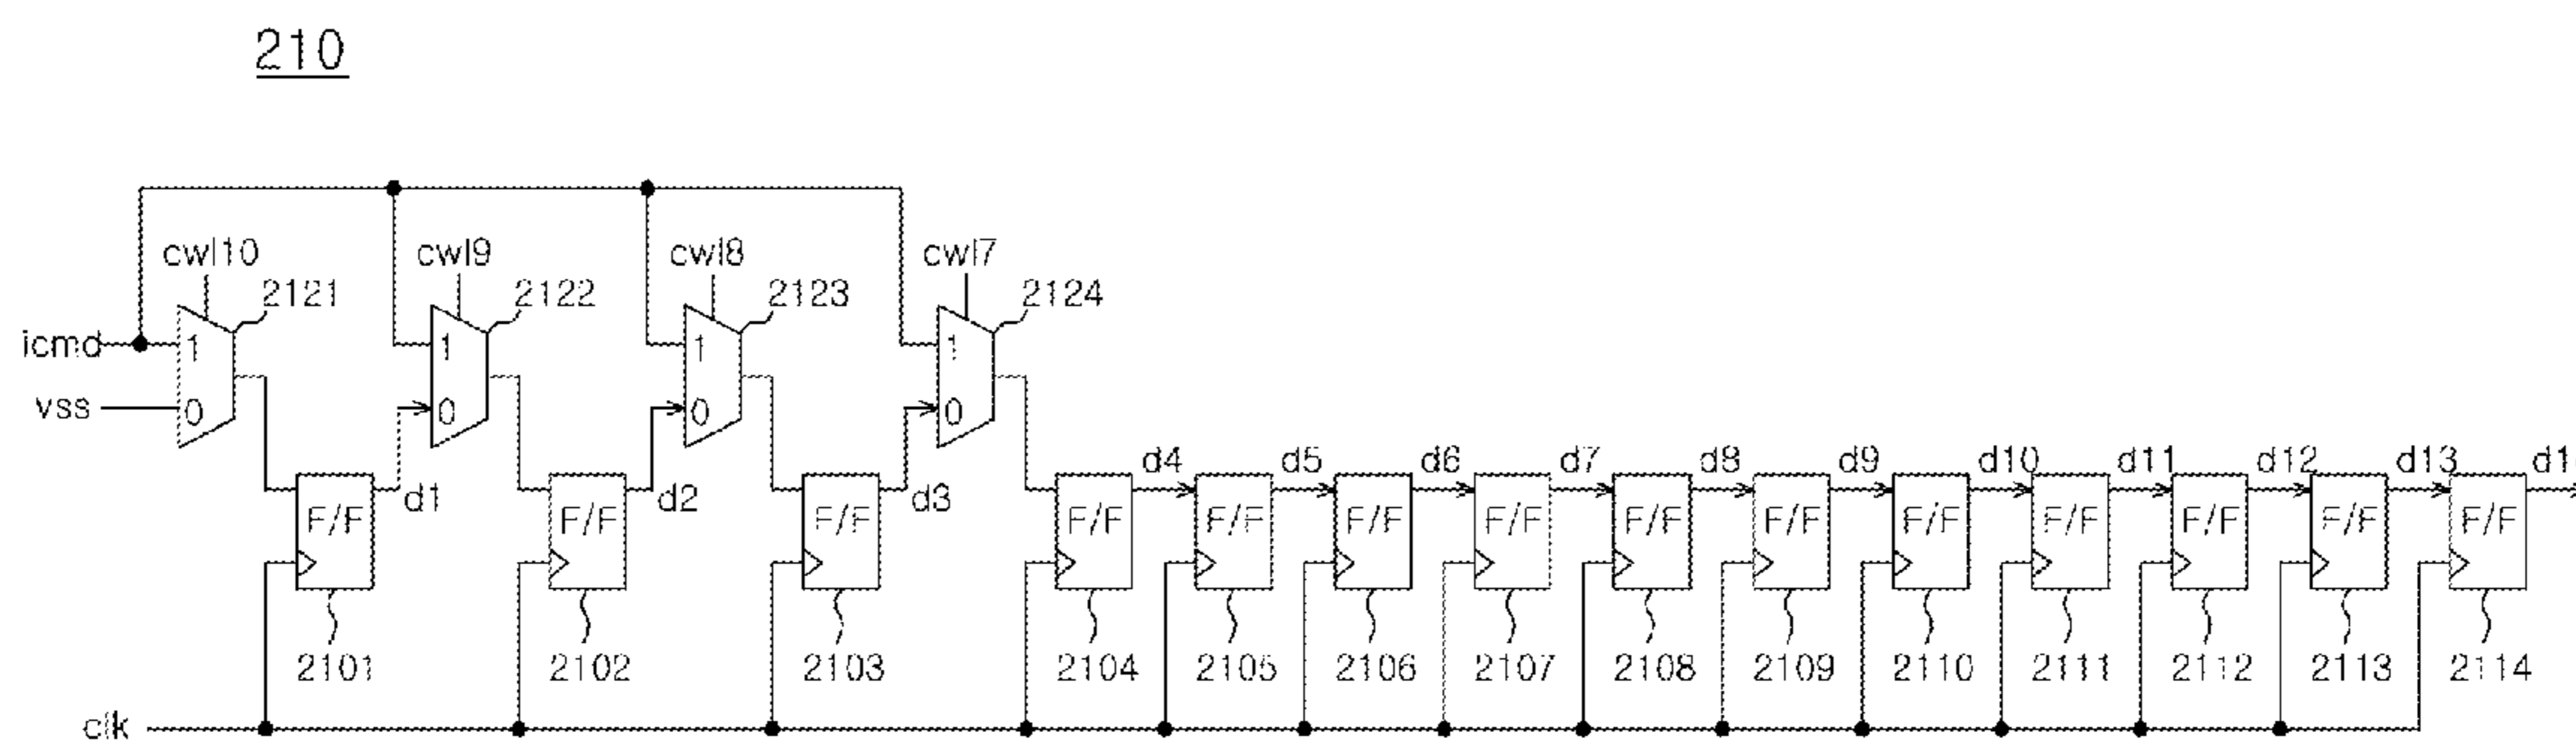 210
cwl10 cwl9 cwl8 cwl7
2121 2122 2123 2124
icmd 1 1 1 1
vss 0 0 0 0
d4 d5 d6 d7 d8 d9 d10 d11 d12 d13
d1 d2 d3
F/F F/F F/F F/F F/F F/F F/F F/F F/F F/F F/F F/F F/F F/F
2101 2102 2103 2104 2105 2106 2107 2108 2109 2110 2111 2112 2113 2114
clk